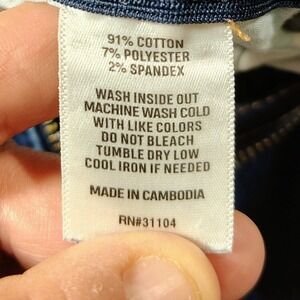 91% COTTON
7% POLYESTER
2% SPANDEX
WASH INSIDE OUT
MACHINE WASH COLD
WITH LIKE COLORS
DO NOT BLEACH
TUMBLE DRY LOW
COOL IRON IF NEEDED
MADE IN CAMBODIA
RN#31104